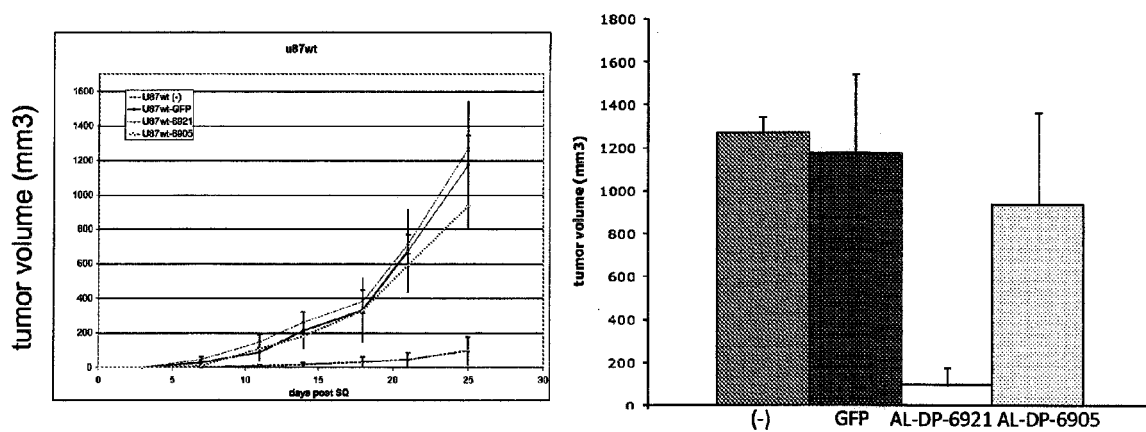 u87wt
tumor volume (mm3)
1600
1400
1200
1000
800
600
400
200
0
U87wt (-)
U87wt-GFP
U87wt-6921
U87wt-6905
0 5 10 15 20 25 30
days post SQ
tumor volume (mm3)
1800
1600
1400
1200
1000
800
600
400
200
0
(-) GFP AL-DP-6921 AL-DP-6905